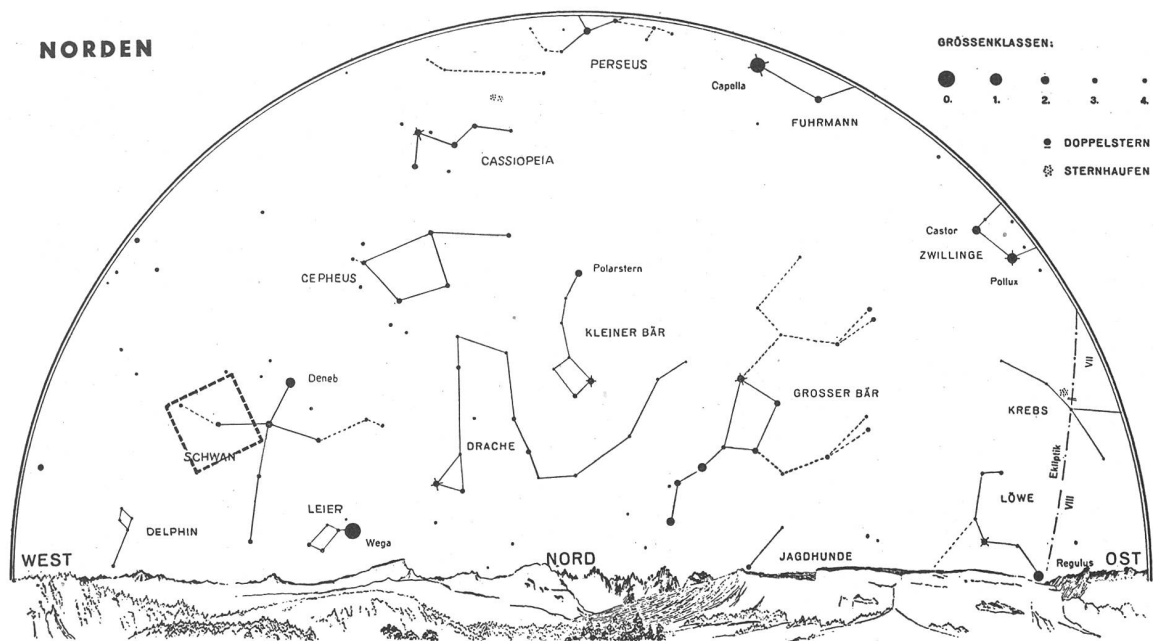 NORDEN
GRÖSSENKLASSEN:
0. 1. 2. 3. 4.
DOPPELSTERN
STERNHAUFEN
PERSEUS
Capella
FUHRMANN
CASSIOPEIA
Castor
ZWILLINGE
Pollux
CEPHEUS
Polarstern
KLEINER BÄR
VII
Deneb
GROSSER BÄR
KREBS
SCHWAN
DRACHE
Ekliptik
VIII
LÖWE
LEIER
DELPHIN
Wega
WEST
NORD
JAGDHUNDE
Regulus
OST